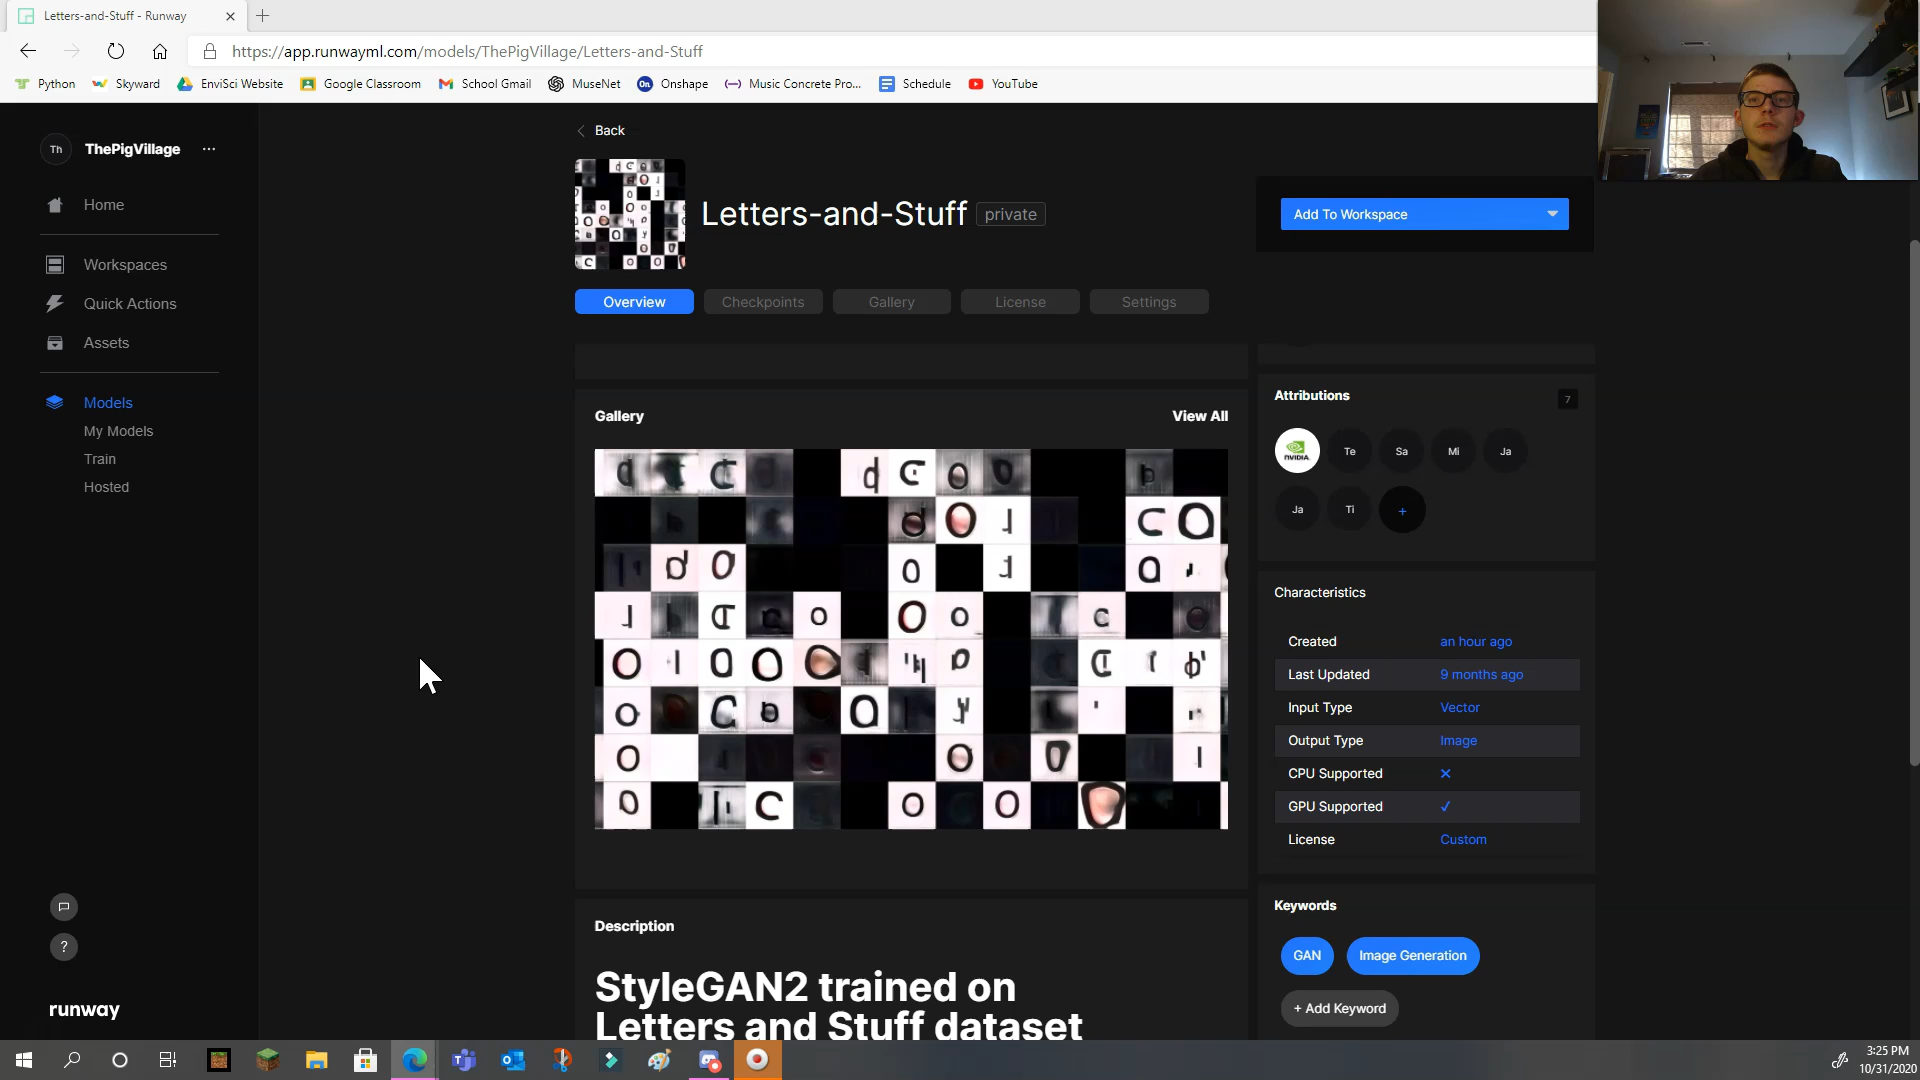 Letters-and-Stuff - Runway
https://app.runwayml.com/models/ThePigVillage/Letters-and-Stuff
Python Skyward EnviSci Website Google Classroom School Gmail MuseNet On Onshape Music Concrete Pro... Schedule YouTube
Th ThePigVillage ...
Home
Workspaces
Quick Actions
Assets
Models
My Models
Train
Hosted
?
runway
Back
Letters-and-Stuff private
Add To Workspace
Overview Checkpoints Gallery License Settings
Gallery View All
Description
StyleGAN2 trained on
Letters and Stuff dataset
Attributions 7
NVIDIA Te Sa Mi Ja
Ja Ti +
Characteristics
Created an hour ago
Last Updated 9 months ago
Input Type Vector
Output Type Image
CPU Supported ✕
GPU Supported ✓
License Custom
Keywords
GAN Image Generation
+ Add Keyword
3:25 PM
10/31/2020